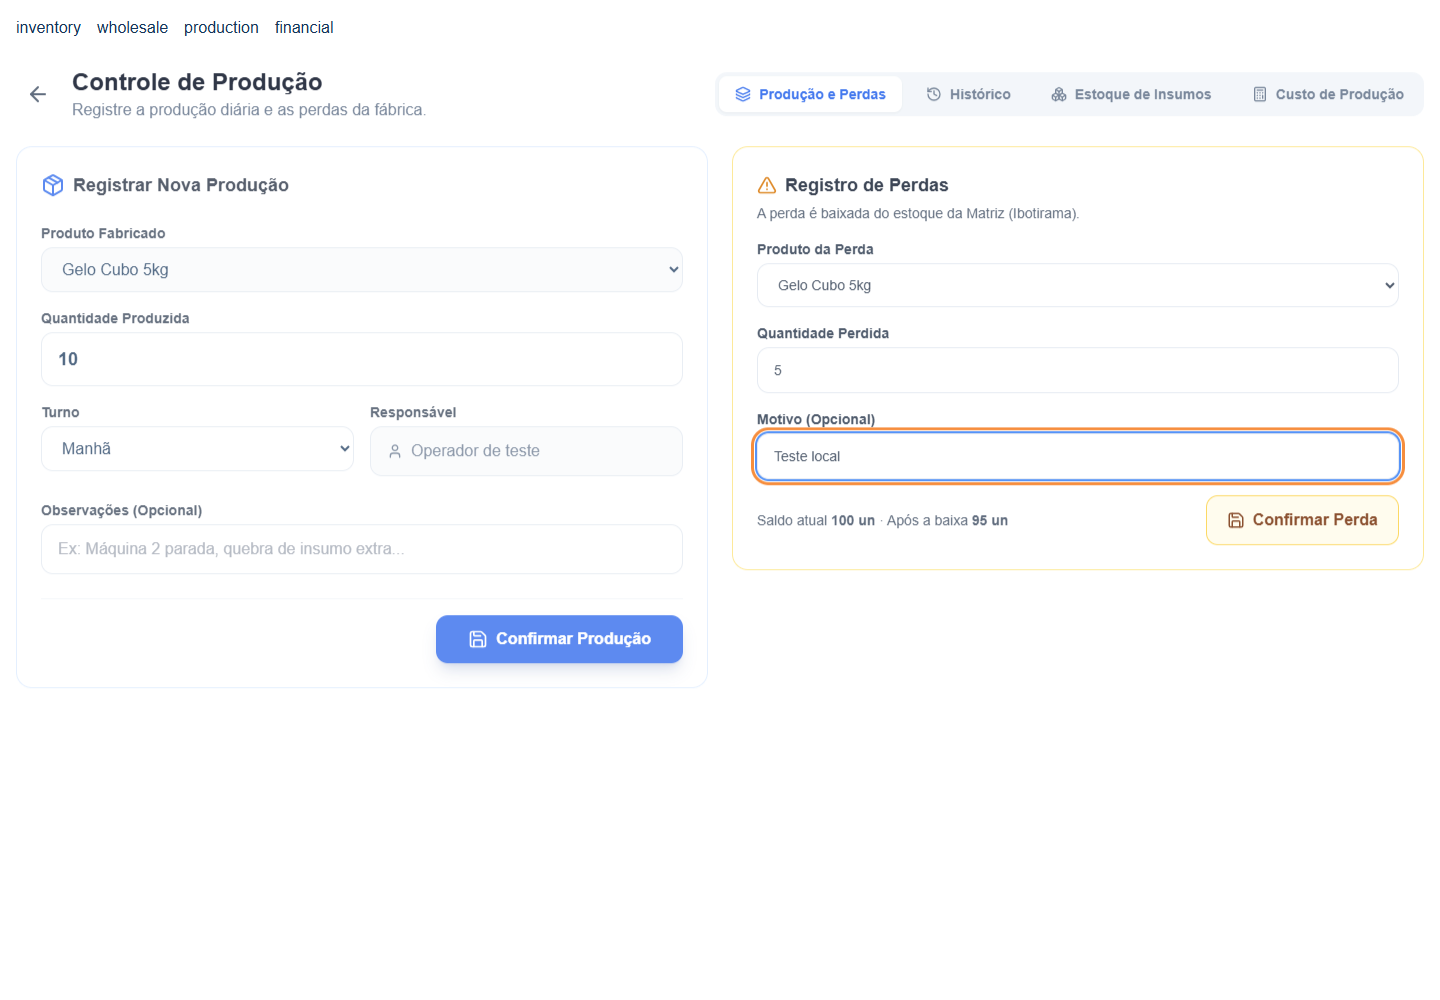 inventory wholesale production financial
Controle de Produção
Registre a produção diária e as perdas da fábrica.
Produção e Perdas
Histórico
Estoque de Insumos
Custo de Produção
Registrar Nova Produção
Produto Fabricado
Gelo Cubo 5kg
Quantidade Produzida
10
Turno
Manhã
Responsável
Operador de teste
Observações (Opcional)
Ex: Máquina 2 parada, quebra de insumo extra...
Confirmar Produção
Registro de Perdas
A perda é baixada do estoque da Matriz (Ibotirama).
Produto da Perda
Gelo Cubo 5kg
Quantidade Perdida
5
Motivo (Opcional)
Teste local
Saldo atual 100 un · Após a baixa 95 un
Confirmar Perda